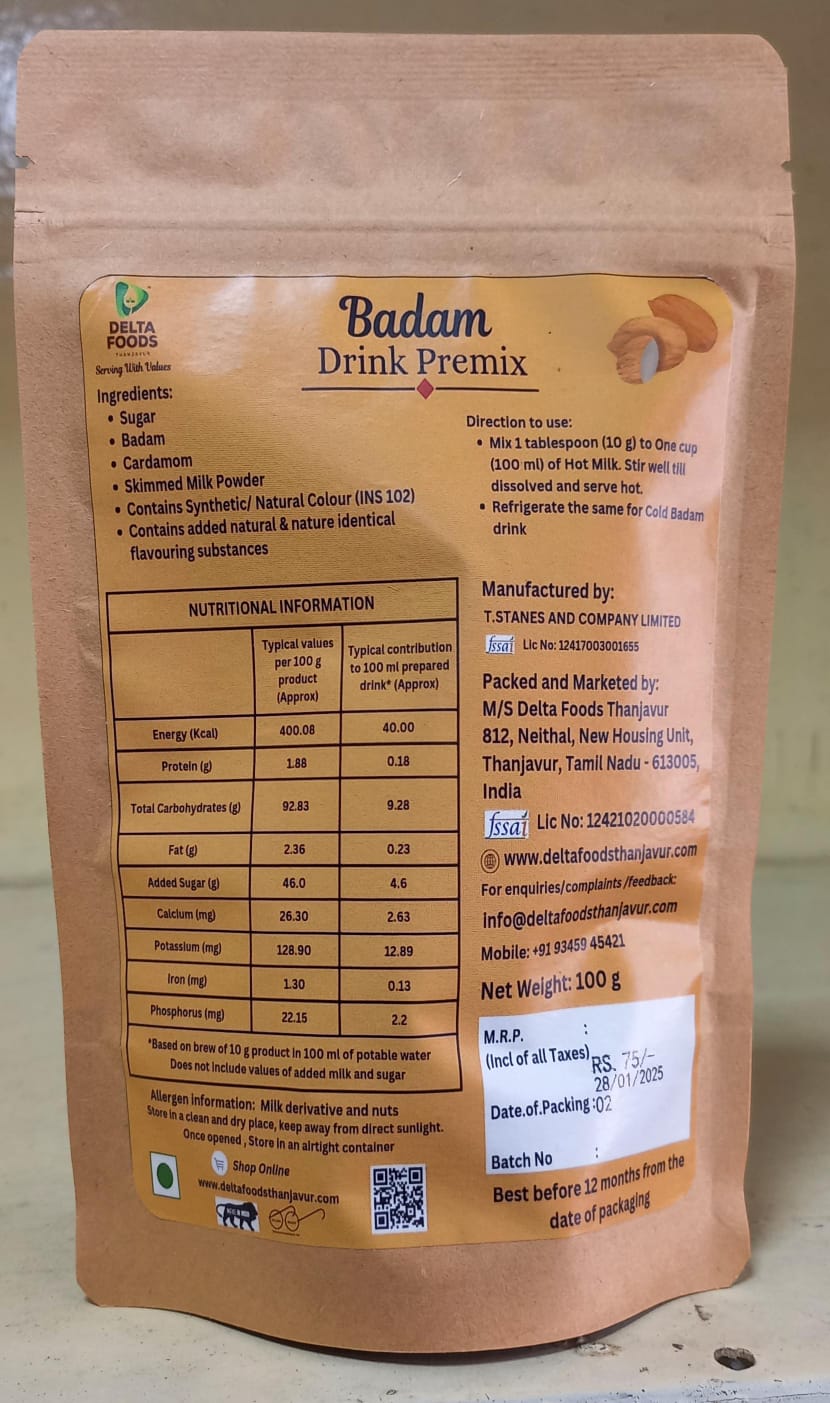 DELTA
FOODS
THANJAVUR
Serving With Values
Badam
Drink Premix
Ingredients:
• Sugar
• Badam
• Cardamom
• Skimmed Milk Powder
• Contains Synthetic/ Natural Colour (INS 102)
• Contains added natural & nature identical
flavouring substances
Direction to use:
• Mix 1 tablespoon (10 g) to One cup
(100 ml) of Hot Milk. Stir well till
dissolved and serve hot.
• Refrigerate the same for Cold Badam
drink
NUTRITIONAL INFORMATION
Typical values
per 100 g
product
(Approx)
Typical contribution
to 100 ml prepared
drink* (Approx)
Energy (Kcal) 400.08 40.00
Protein (g) 1.88 0.18
Total Carbohydrates (g) 92.83 9.28
Fat (g) 2.36 0.23
Added Sugar (g) 46.0 4.6
Calcium (mg) 26.30 2.63
Potassium (mg) 128.90 12.89
Iron (mg) 1.30 0.13
Phosphorus (mg) 22.15 2.2
*Based on brew of 10 g product in 100 ml of potable water
Does not include values of added milk and sugar
Allergen information: Milk derivative and nuts
Store in a clean and dry place, keep away from direct sunlight.
Once opened , Store in an airtight container
Shop Online
www.deltafoodsthanjavur.com
MAKE IN INDIA
Manufactured by:
T.STANES AND COMPANY LIMITED
fssai Lic No: 12417003001655
Packed and Marketed by:
M/S Delta Foods Thanjavur
812, Neithal, New Housing Unit,
Thanjavur, Tamil Nadu - 613005,
India
fssai Lic No: 12421020000584
www.deltafoodsthanjavur.com
For enquiries/complaints /feedback:
info@deltafoodsthanjavur.com
Mobile: +91 93459 45421
Net Weight: 100 g
M.R.P. :
(Incl of all Taxes) RS. 75/-
28/01/2025
Date.of.Packing :02
Batch No :
Best before 12 months from the
date of packaging